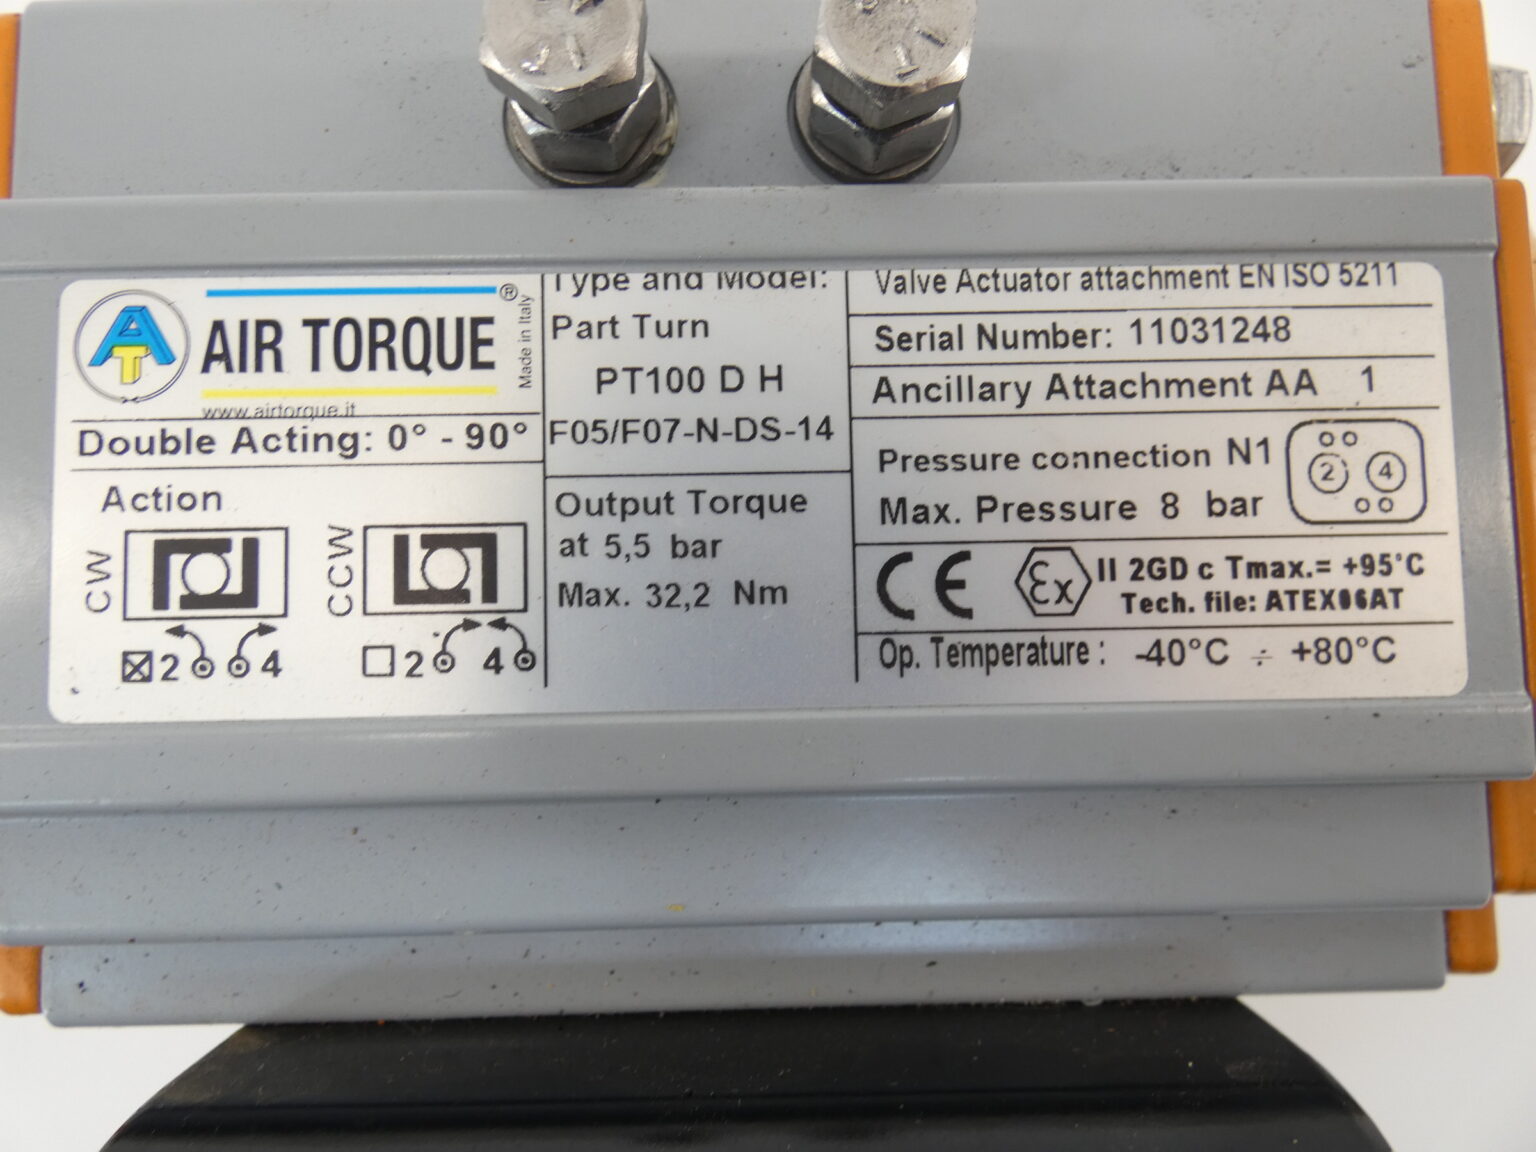 AT
AIR TORQUE ®
Made in Italy
www.airtorque.it
Double Acting: 0° - 90°
Action
CW
CCW
☒ 2 4
☐ 2 4
Type and Model:
Part Turn
PT100 D H
F05/F07-N-DS-14
Output Torque
at 5,5 bar
Max. 32,2 Nm
Valve Actuator attachment EN ISO 5211
Serial Number: 11031248
Ancillary Attachment AA 1
Pressure connection N1
Max. Pressure 8 bar
2 4
CE Ex II 2GD c Tmax.= +95°C
Tech. file: ATEX06AT
Op. Temperature : -40°C ÷ +80°C